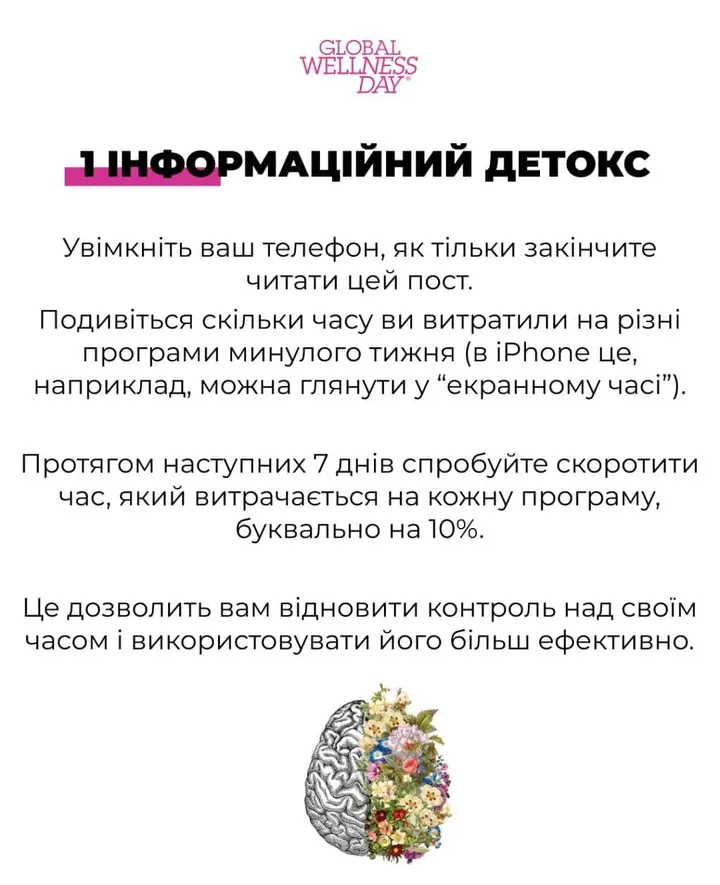 GLOBAL
WELLNESS
DAY®
1 ІНФОРМАЦІЙНИЙ ДЕТОКС
Увімкніть ваш телефон, як тільки закінчите
читати цей пост.
Подивіться скільки часу ви витратили на різні
програми минулого тижня (в iPhone це,
наприклад, можна глянути у “екранному часі”).
Протягом наступних 7 днів спробуйте скоротити
час, який витрачається на кожну програму,
буквально на 10%.
Це дозволить вам відновити контроль над своїм
часом і використовувати його більш ефективно.